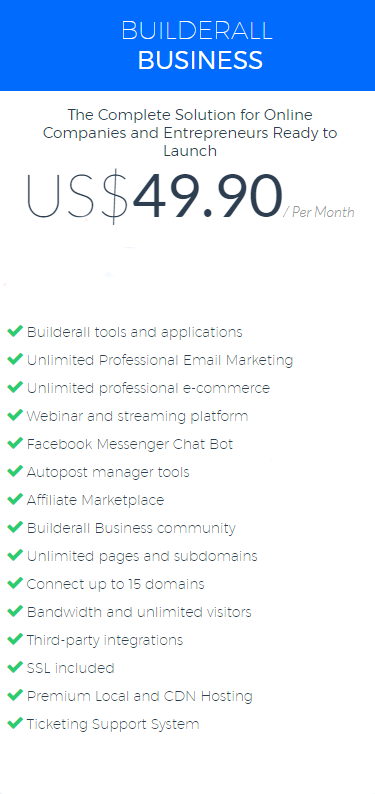 BUILDERALL
BUSINESS
The Complete Solution for Online
Companies and Entrepreneurs Ready to
Launch
US$49.90/ Per Month
Builderall tools and applications
Unlimited Professional Email Marketing
Unlimited professional e-commerce
Webinar and streaming platform
Facebook Messenger Chat Bot
Autopost manager tools
Affiliate Marketplace
Builderall Business community
Unlimited pages and subdomains
Connect up to 15 domains
Bandwidth and unlimited visitors
Third-party integrations
SSL included
Premium Local and CDN Hosting
Ticketing Support System